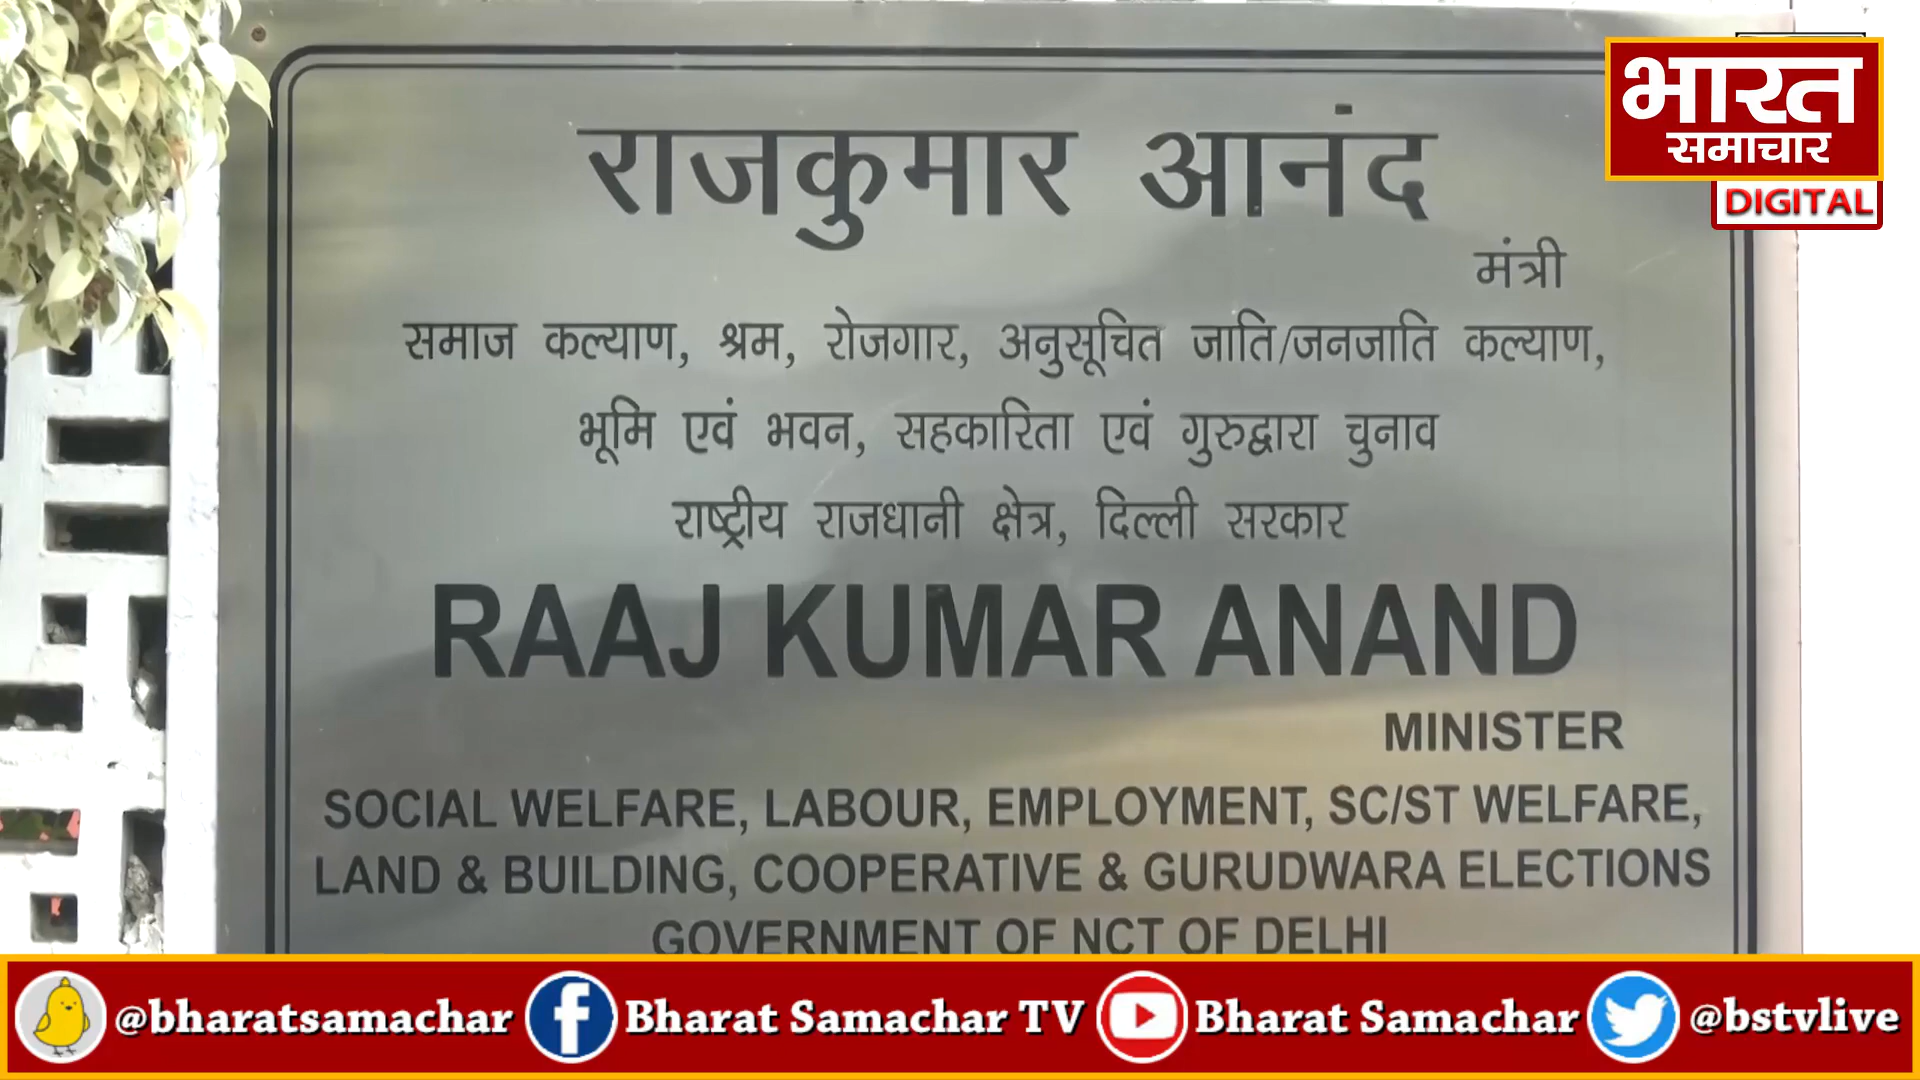 भारत
समाचार
DIGITAL
राजकुमार आनंद
मंत्री
समाज कल्याण, श्रम, रोजगार, अनुसूचित जाति/जनजाति कल्याण,
भूमि एवं भवन, सहकारिता एवं गुरुद्वारा चुनाव
राष्ट्रीय राजधानी क्षेत्र, दिल्ली सरकार
RAAJ KUMAR ANAND
MINISTER
SOCIAL WELFARE, LABOUR, EMPLOYMENT, SC/ST WELFARE,
LAND & BUILDING, COOPERATIVE & GURUDWARA ELECTIONS
GOVERNMENT OF NCT OF DELHI
@bharatsamachar Bharat Samachar TV Bharat Samachar @bstvlive